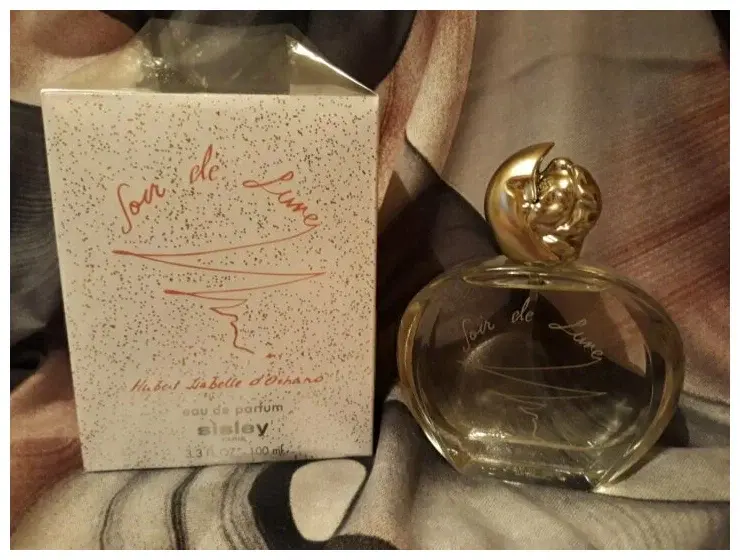 Soir de Lune
Hubert Isabelle d'Ornano
eau de parfum
sisley
PARIS
3.3 FL OZ - 100 ml
Soir de Lune